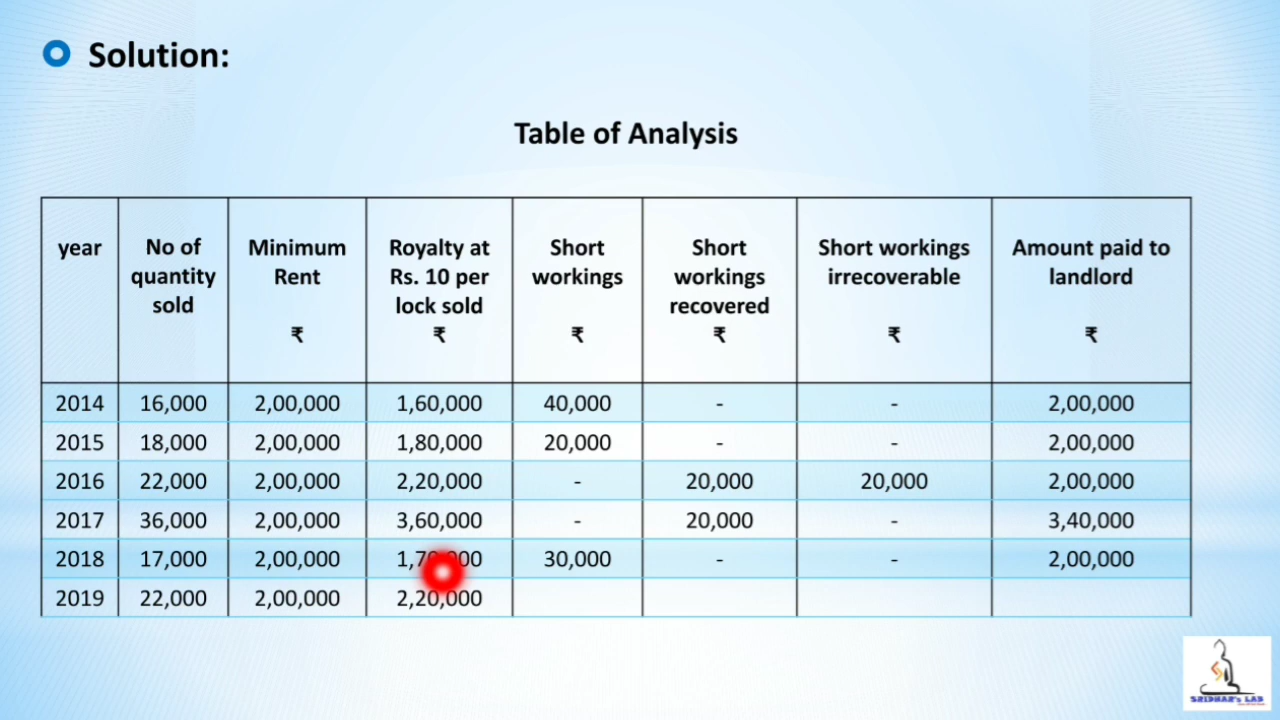 Solution:
Table of Analysis
year | No of quantity sold | Minimum Rent ₹ | Royalty at Rs. 10 per lock sold ₹ | Short workings ₹ | Short workings recovered ₹ | Short workings irrecoverable ₹ | Amount paid to landlord ₹
2014 | 16,000 | 2,00,000 | 1,60,000 | 40,000 | - | - | 2,00,000
2015 | 18,000 | 2,00,000 | 1,80,000 | 20,000 | - | - | 2,00,000
2016 | 22,000 | 2,00,000 | 2,20,000 | - | 20,000 | 20,000 | 2,00,000
2017 | 36,000 | 2,00,000 | 3,60,000 | - | 20,000 | - | 3,40,000
2018 | 17,000 | 2,00,000 | 1,70,000 | 30,000 | - | - | 2,00,000
2019 | 22,000 | 2,00,000 | 2,20,000
SRIDHAR's LAB